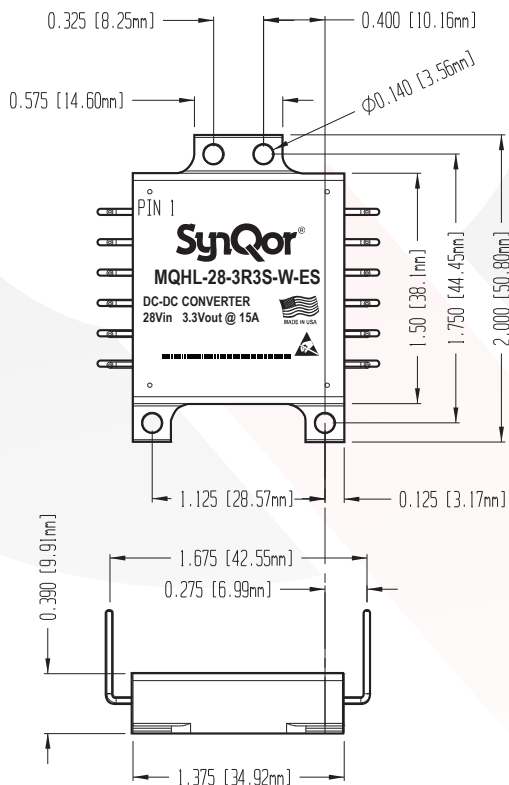 0.325 [8.25mm]
0.400 [10.16mm]
0.575 [14.60mm]
Ø0.140 [3.56mm]
PIN 1
SynQor®
MQHL-28-3R3S-W-ES
DC-DC CONVERTER
28Vin 3.3Vout @ 15A
MADE IN USA
1.50 [38.1mm]
1.750 [44.45mm]
2.000 [50.80mm]
1.125 [28.57mm]
0.125 [3.17mm]
1.675 [42.55mm]
0.275 [6.99mm]
0.390 [9.91mm]
1.375 [34.92mm]